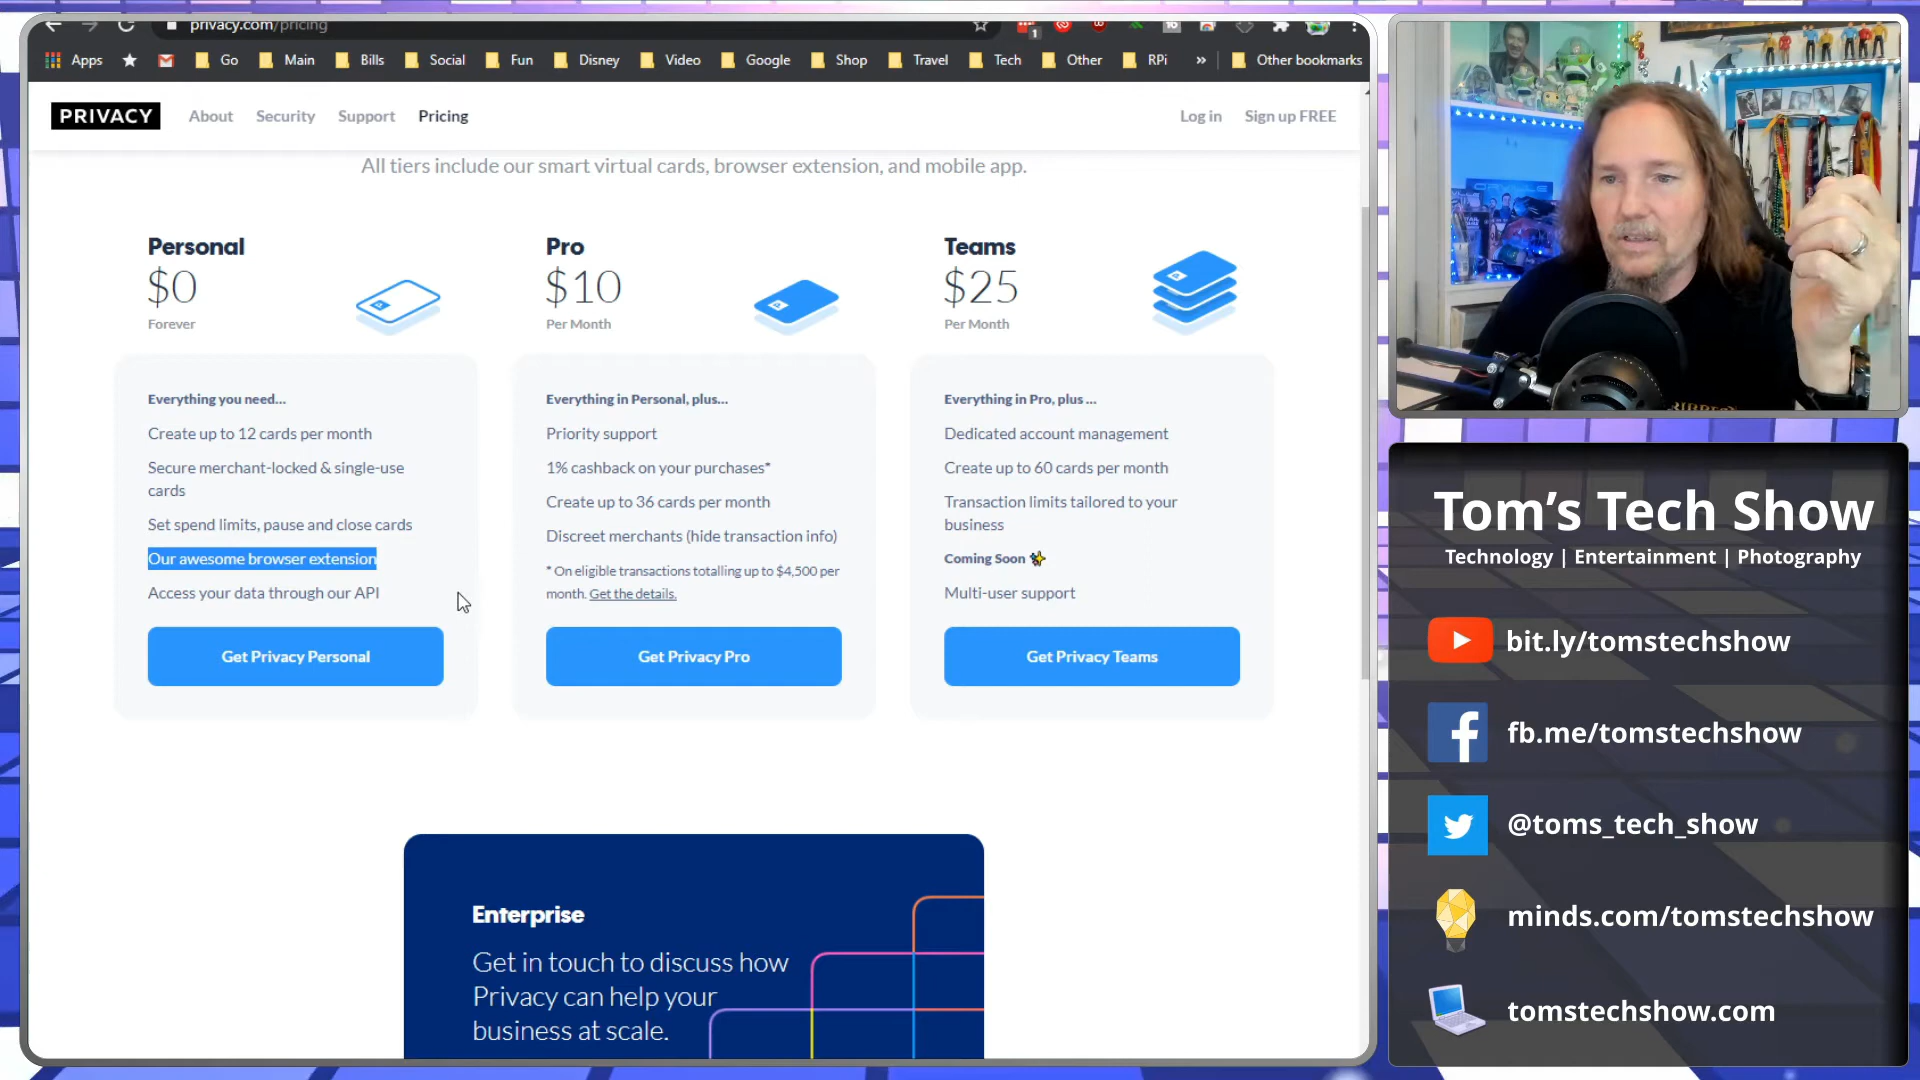 privacy.com/pricing
1
Apps Go Main Bills Social Fun Disney Video Google Shop Travel Tech Other RPi » Other bookmarks
PRIVACY About Security Support Pricing Log in Sign up FREE
All tiers include our smart virtual cards, browser extension, and mobile app.
Personal
$0
Forever
Everything you need...
Create up to 12 cards per month
Secure merchant-locked & single-use
cards
Set spend limits, pause and close cards
Our awesome browser extension
Access your data through our API
Get Privacy Personal
Pro
$10
Per Month
Everything in Personal, plus...
Priority support
1% cashback on your purchases*
Create up to 36 cards per month
Discreet merchants (hide transaction info)
* On eligible transactions totalling up to $4,500 per
month. Get the details.
Get Privacy Pro
Teams
$25
Per Month
Everything in Pro, plus ...
Dedicated account management
Create up to 60 cards per month
Transaction limits tailored to your
business
Coming Soon ✨
Multi-user support
Get Privacy Teams
Enterprise
Get in touch to discuss how
Privacy can help your
business at scale.
Tom's Tech Show
Technology | Entertainment | Photography
bit.ly/tomstechshow
fb.me/tomstechshow
@toms_tech_show
minds.com/tomstechshow
tomstechshow.com